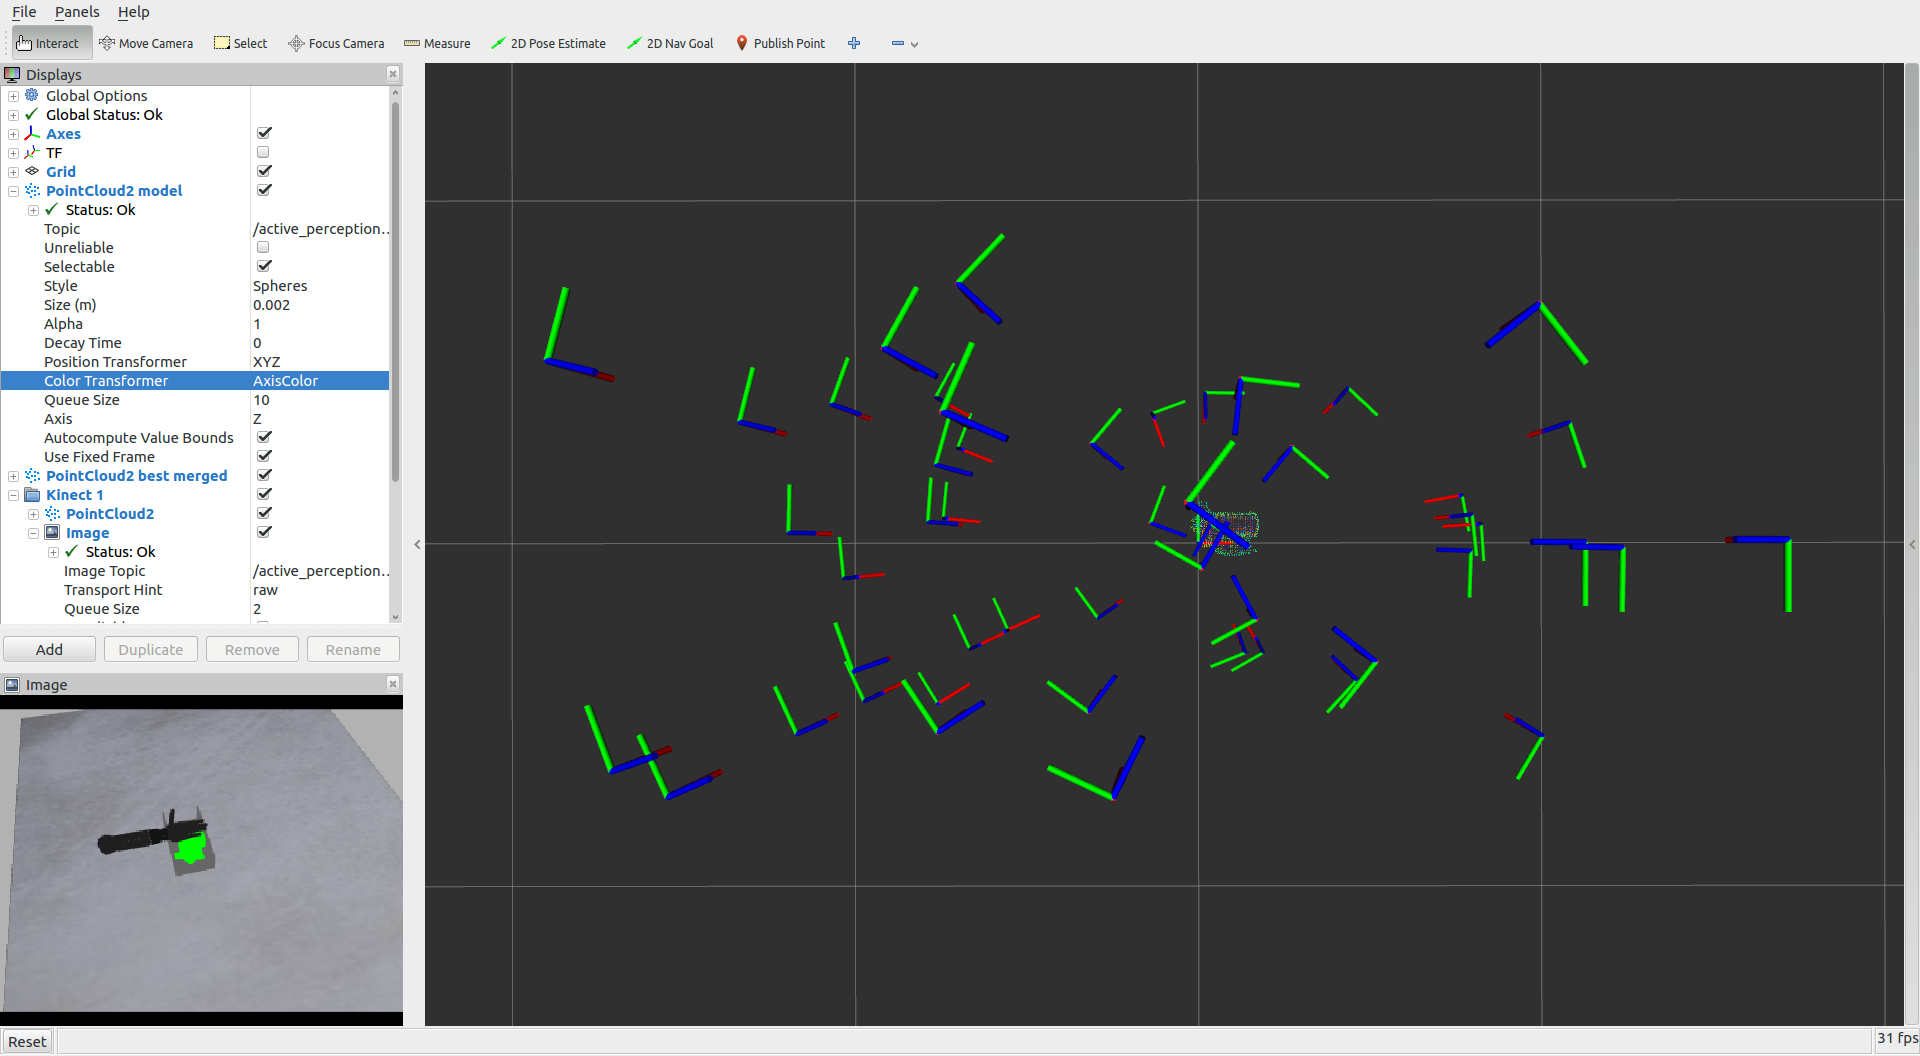 File Panels Help
Interact Move Camera Select Focus Camera Measure 2D Pose Estimate 2D Nav Goal Publish Point
Displays
Global Options
Global Status: Ok
Axes
TF
Grid
PointCloud2 model
Status: Ok
Topic /active_perception..
Unreliable
Selectable
Style Spheres
Size (m) 0.002
Alpha 1
Decay Time 0
Position Transformer XYZ
Color Transformer AxisColor
Queue Size 10
Axis Z
Autocompute Value Bounds
Use Fixed Frame
PointCloud2 best merged
Kinect 1
PointCloud2
Image
Status: Ok
Image Topic /active_perception..
Transport Hint raw
Queue Size 2
Add Duplicate Remove Rename
Image
Reset
31 fps